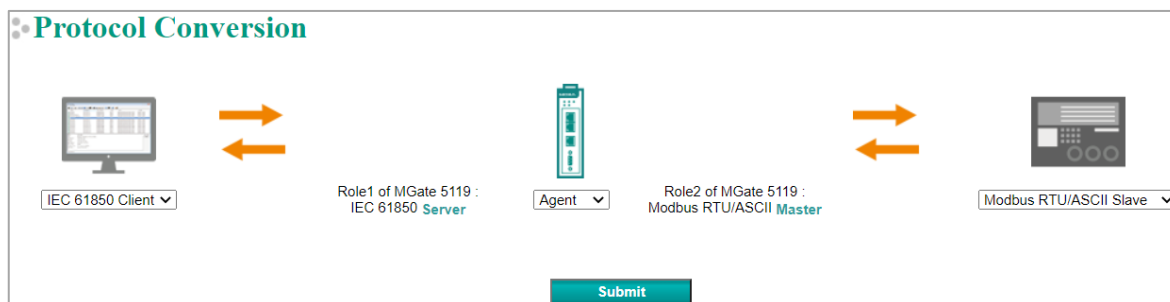 Protocol Conversion
IEC 61850 Client
Role1 of MGate 5119 :
IEC 61850 Server
Agent
Role2 of MGate 5119 :
Modbus RTU/ASCII Master
Modbus RTU/ASCII Slave
Submit